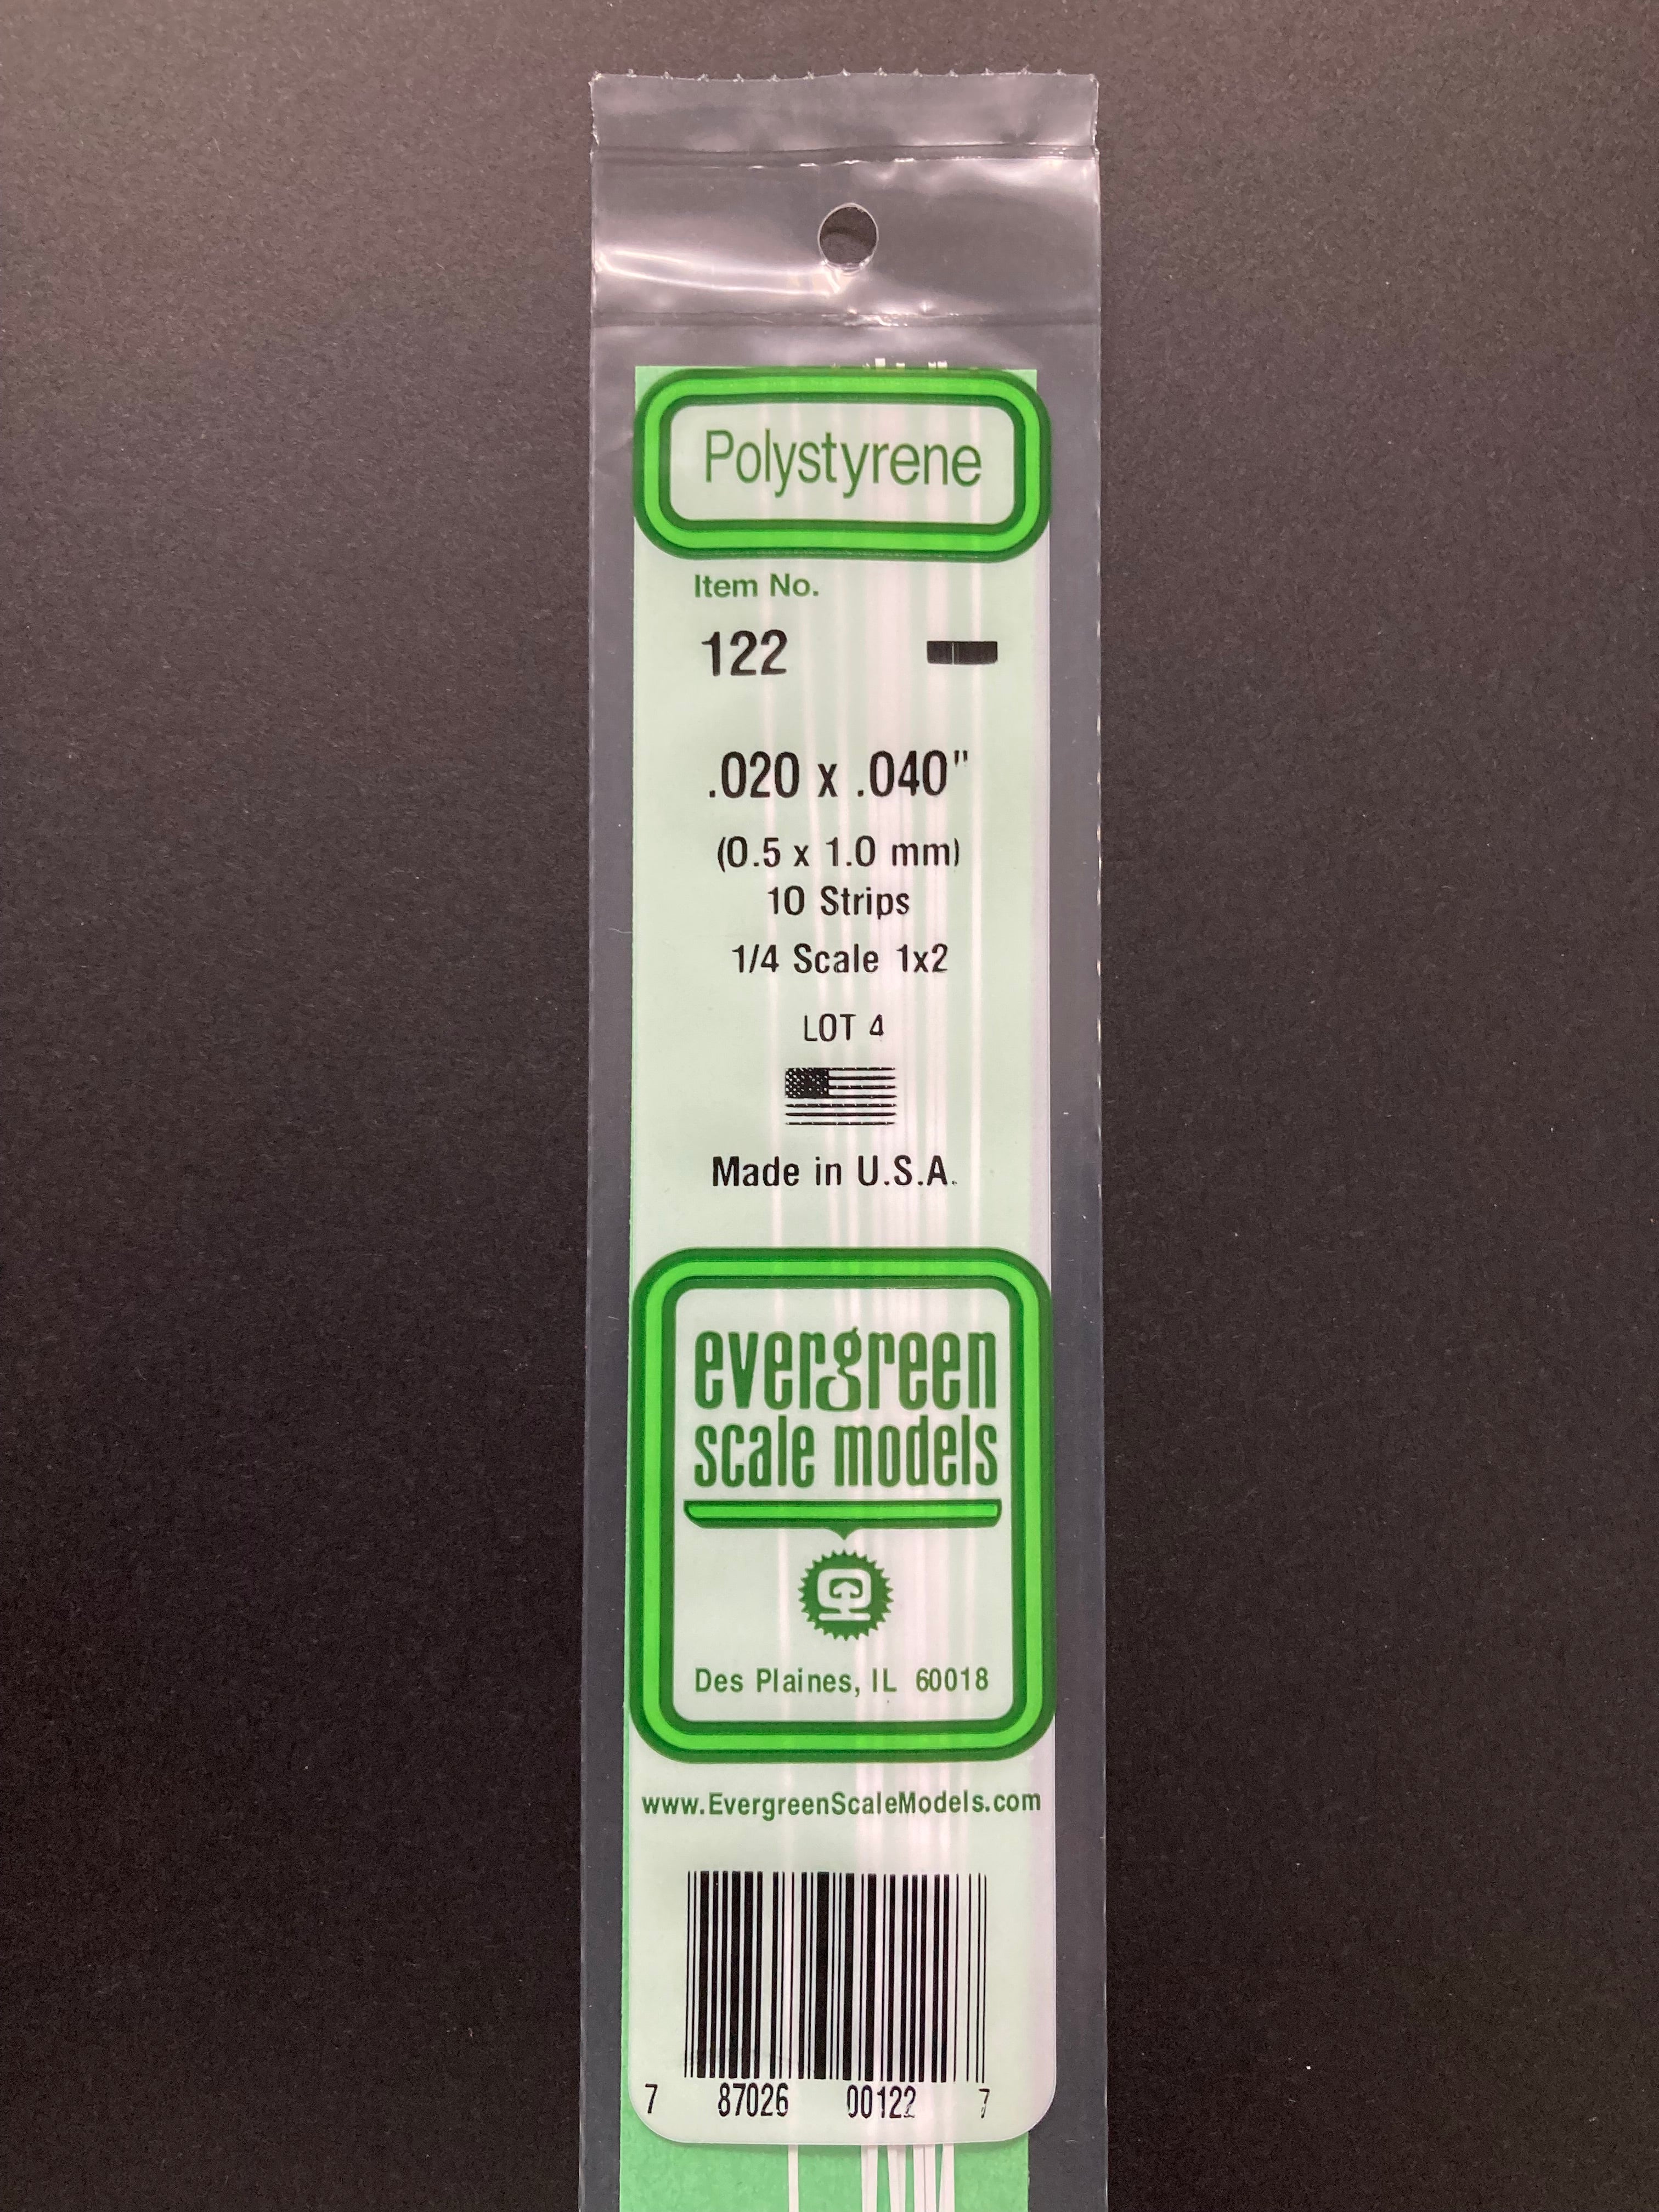 Polystyrene
Item No.
122
.020 x .040"
(0.5 x 1.0 mm)
10 Strips
1/4 Scale 1x2
LOT 4
Made in U.S.A.
evergreen
scale models
Des Plaines, IL 60018
www.EvergreenScaleModels.com
7 87026 00122 7